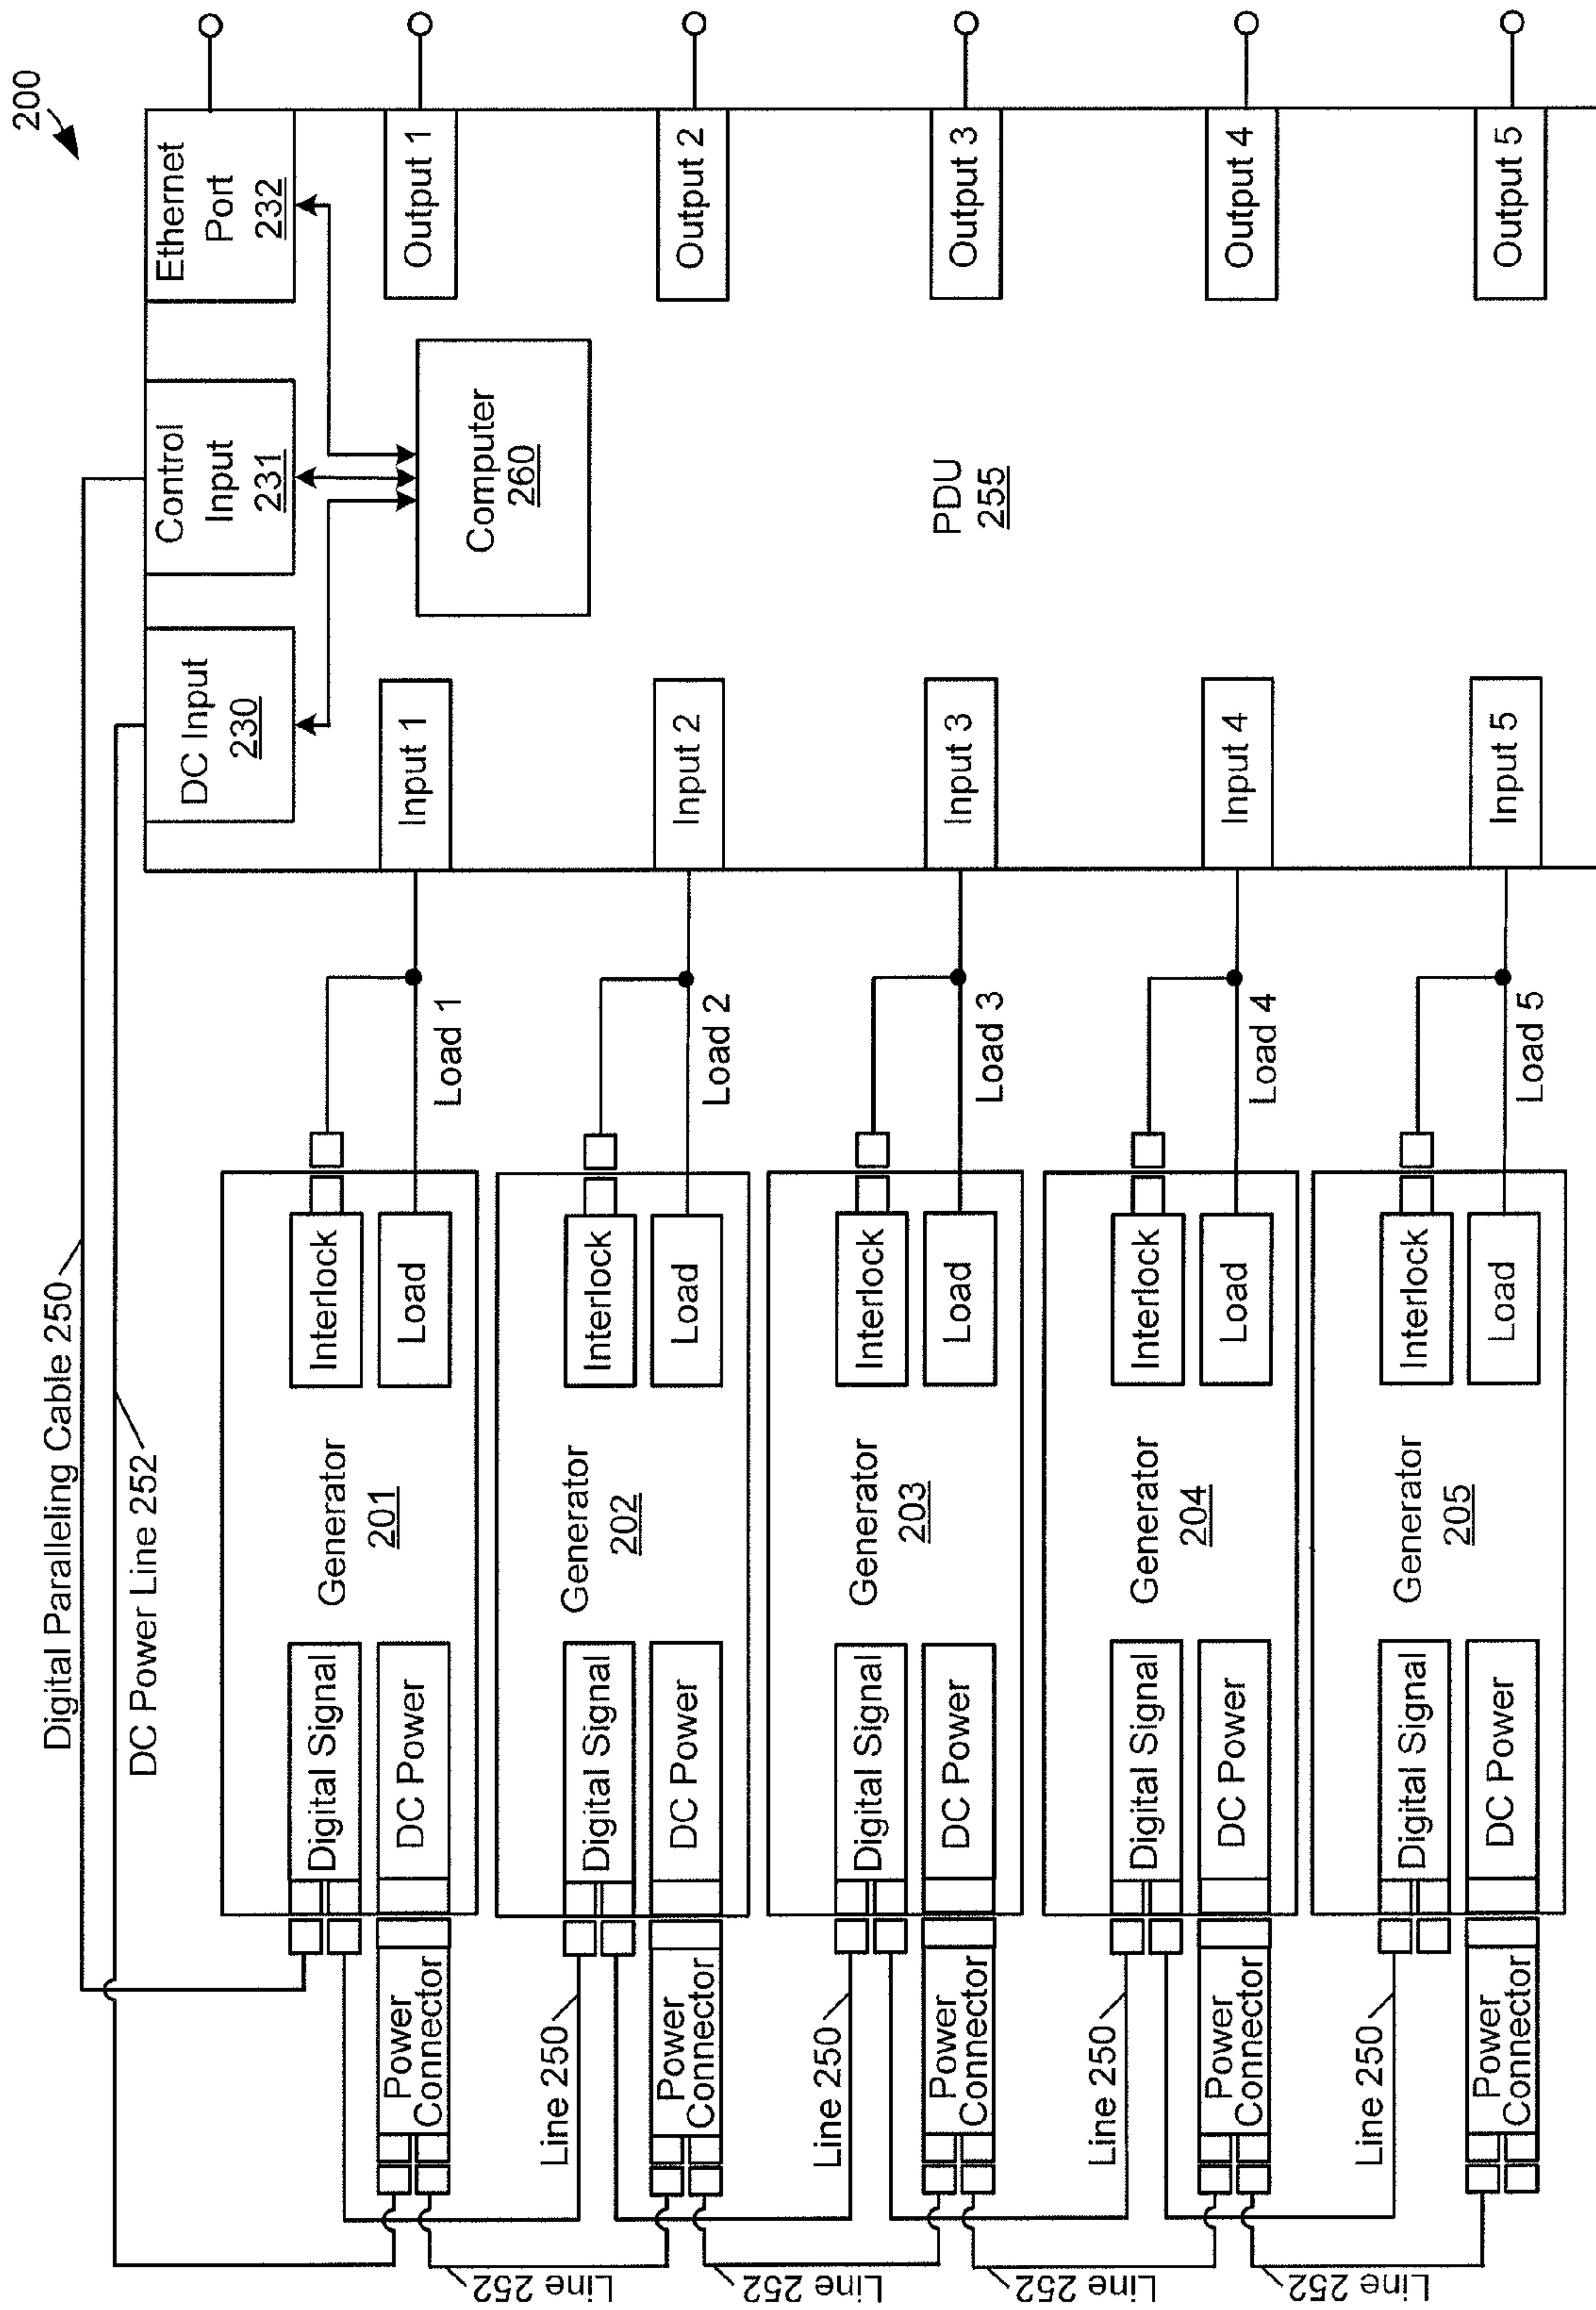 200
Digital Paralleling Cable 250
DC Power Line 252
DC Input
230
Control
Input
231
Ethernet
Port
232
Computer
260
PDU
255
Digital Signal
DC Power
Power
Connector
Generator
201
Interlock
Load
Load 1
Input 1
Output 1
Line 250
Line 252
Digital Signal
DC Power
Power
Connector
Generator
202
Interlock
Load
Load 2
Input 2
Output 2
Line 250
Line 252
Digital Signal
DC Power
Power
Connector
Generator
203
Interlock
Load
Load 3
Input 3
Output 3
Line 250
Line 252
Digital Signal
DC Power
Power
Connector
Generator
204
Interlock
Load
Load 4
Input 4
Output 4
Line 250
Line 252
Digital Signal
DC Power
Power
Connector
Generator
205
Interlock
Load
Load 5
Input 5
Output 5